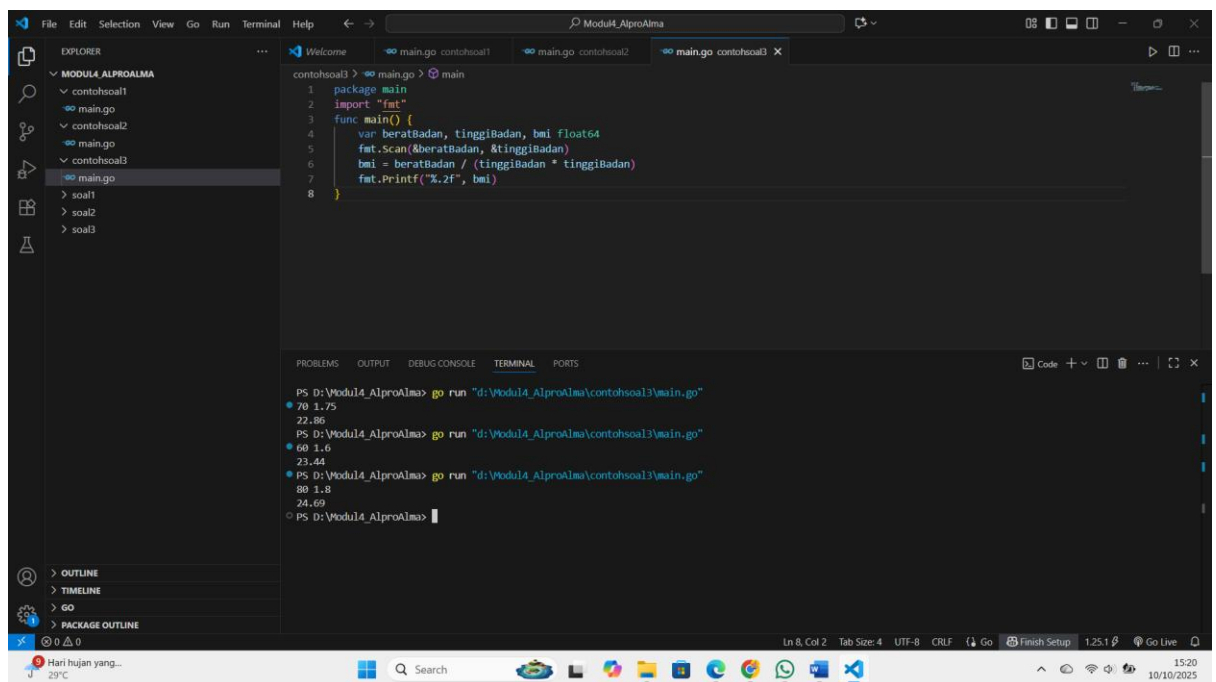 File Edit Selection View Go Run Terminal Help
Modul4_AlproAlma
EXPLORER
MODUL4_ALPROALMA
contohsoal1
main.go
contohsoal2
main.go
contohsoal3
main.go
soal1
soal2
soal3
OUTLINE
TIMELINE
GO
PACKAGE OUTLINE
Welcome main.go contohsoal1 main.go contohsoal2 main.go contohsoal3
contohsoal3 > main.go > main
1 package main
2 import "fmt"
3 func main() {
4 var beratBadan, tinggiBadan, bmi float64
5 fmt.Scan(&beratBadan, &tinggiBadan)
6 bmi = beratBadan / (tinggiBadan * tinggiBadan)
7 fmt.Printf("%.2f", bmi)
8 }
PROBLEMS OUTPUT DEBUG CONSOLE TERMINAL PORTS
Code
PS D:\Modul4_AlproAlma> go run "d:\Modul4_AlproAlma\contohsoal3\main.go"
70 1.75
22.86
PS D:\Modul4_AlproAlma> go run "d:\Modul4_AlproAlma\contohsoal3\main.go"
60 1.6
23.44
PS D:\Modul4_AlproAlma> go run "d:\Modul4_AlproAlma\contohsoal3\main.go"
80 1.8
24.69
PS D:\Modul4_AlproAlma>
0 0 Ln 8, Col 2 Tab Size: 4 UTF-8 CRLF Go Finish Setup 1.25.1 Go Live
9 Hari hujan yang...
29°C
Search
15:20
10/10/2025